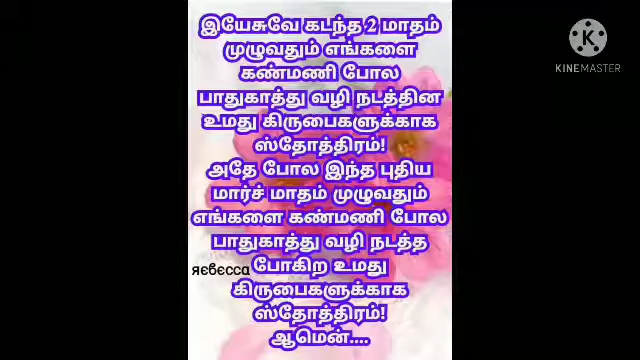 இயேசுவே கடந்த 2 மாதம்
முழுவதும் எங்களை
கண்மணி போல
பாதுகாத்து வழி நடத்தின
உமது கிருபைகளுக்காக
ஸ்தோத்திரம்!
அதே போல இந்த புதிய
மார்ச் மாதம் முழுவதும்
எங்களை கண்மணி போல
பாதுகாத்து வழி நடத்த
போகிற உமது
கிருபைகளுக்காக
ஸ்தோத்திரம்!
ஆமென்....
яєбєcca
KINEMASTER